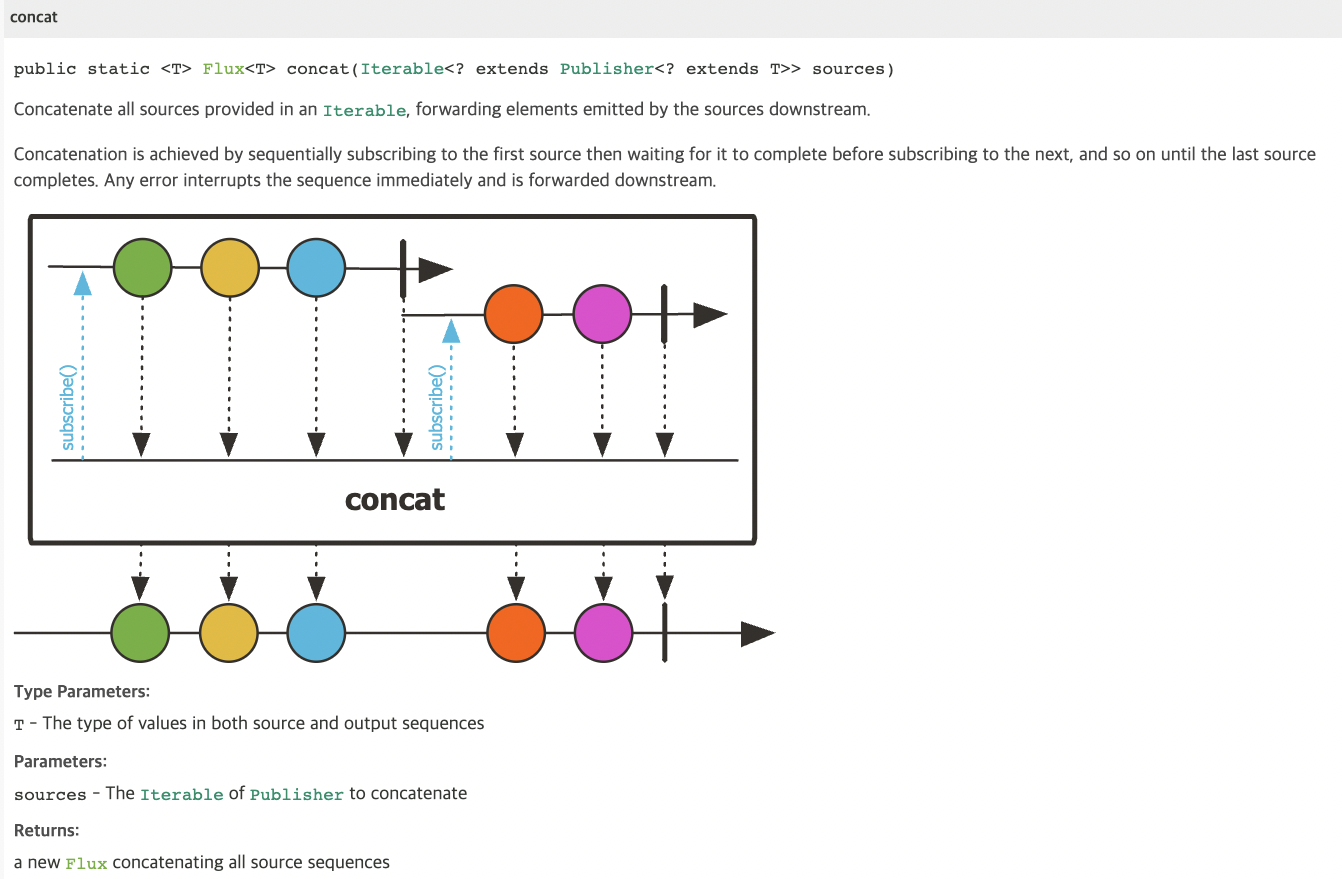 concat
public static <T> Flux<T> concat(Iterable<? extends Publisher<? extends T>> sources)
Concatenate all sources provided in an Iterable, forwarding elements emitted by the sources downstream.
Concatenation is achieved by sequentially subscribing to the first source then waiting for it to complete before subscribing to the next, and so on until the last source
completes. Any error interrupts the sequence immediately and is forwarded downstream.
subscribe()
subscribe()
concat
Type Parameters:
T - The type of values in both source and output sequences
Parameters:
sources - The Iterable of Publisher to concatenate
Returns:
a new Flux concatenating all source sequences